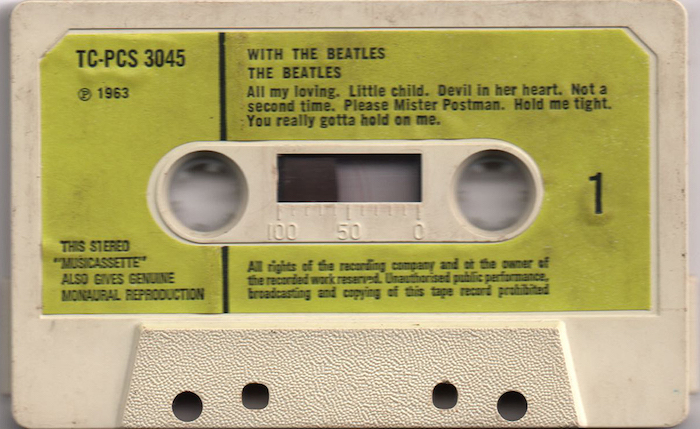 TC-PCS 3045
℗ 1963
WITH THE BEATLES
THE BEATLES
All my loving. Little child. Devil in her heart. Not a
second time. Please Mister Postman. Hold me tight.
You really gotta hold on me.
1
100 50 0
THIS STEREO
"MUSICASSETTE"
ALSO GIVES GENUINE
MONAURAL REPRODUCTION
All rights of the recording company and of the owner of
the recorded work reserved. Unauthorised public performance,
broadcasting and copying of this tape record prohibited